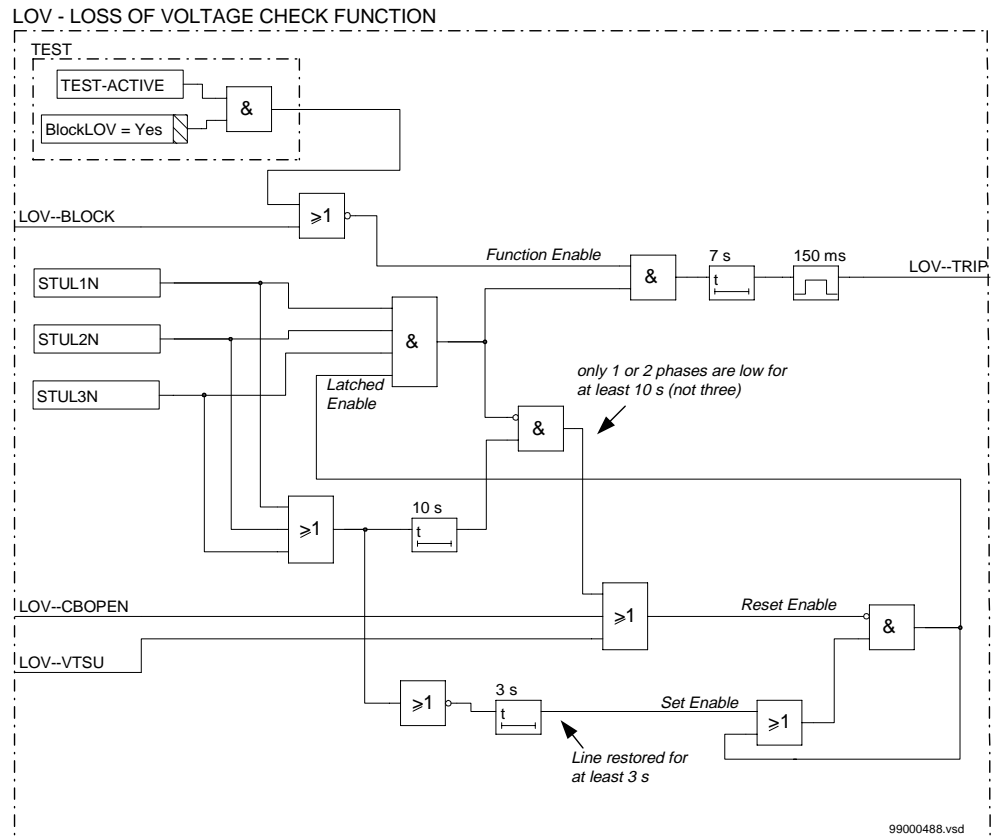 LOV - LOSS OF VOLTAGE CHECK FUNCTION
TEST
TEST-ACTIVE
&
BlockLOV = Yes
LOV--BLOCK
≥1
Function Enable
&
7 s
t
150 ms
LOV--TRIP
STUL1N
STUL2N
STUL3N
&
Latched
Enable
only 1 or 2 phases are low for
at least 10 s (not three)
&
≥1
10 s
t
LOV--CBOPEN
≥1
Reset Enable
&
LOV--VTSU
≥1
3 s
t
Set Enable
≥1
Line restored for
at least 3 s
99000488.vsd